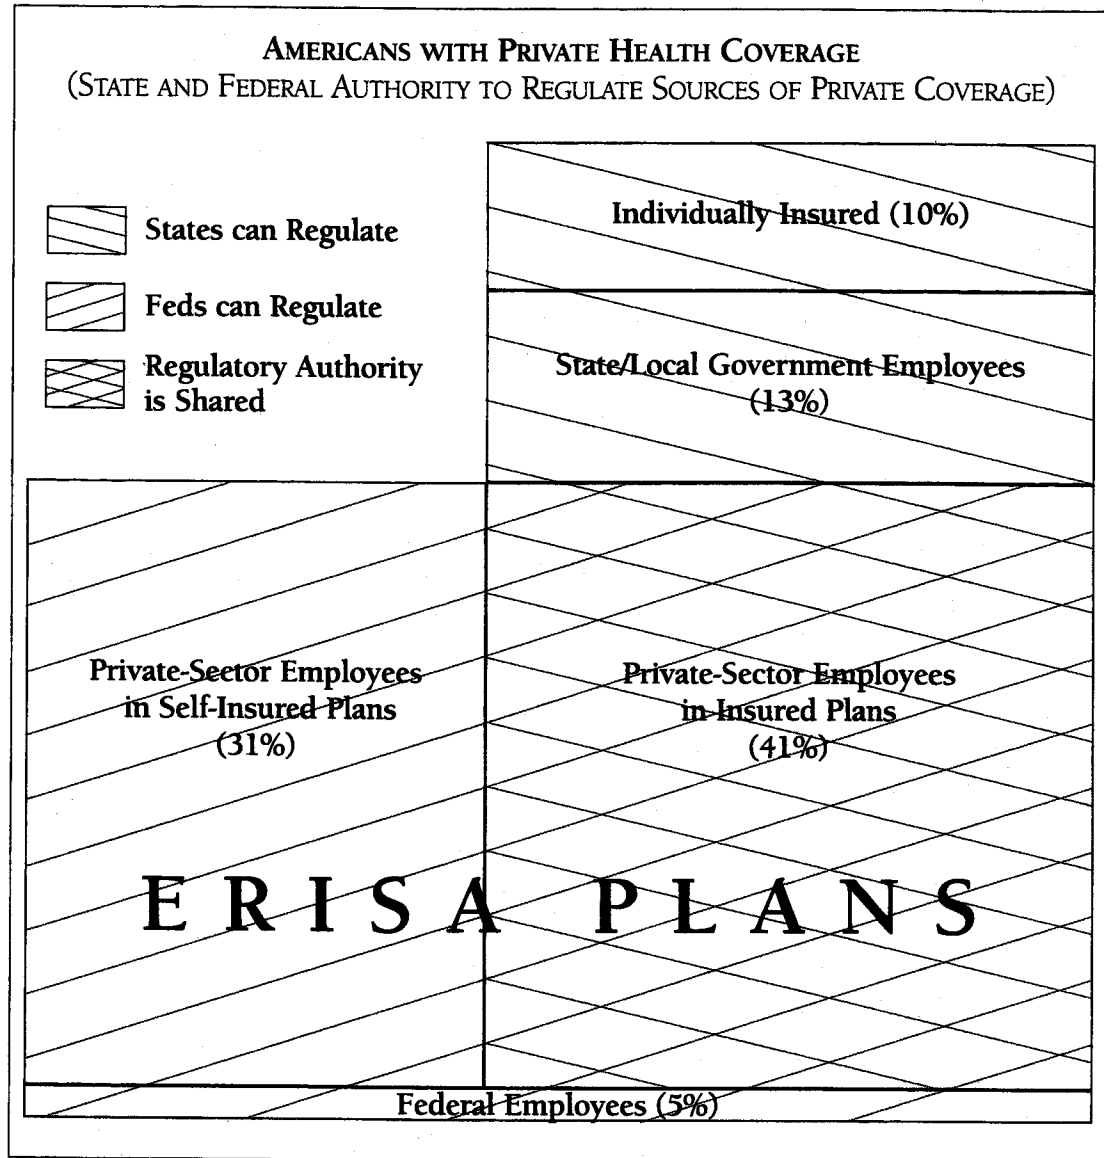 AMERICANS WITH PRIVATE HEALTH COVERAGE
(STATE AND FEDERAL AUTHORITY TO REGULATE SOURCES OF PRIVATE COVERAGE)
States can Regulate
Feds can Regulate
Regulatory Authority
is Shared
Individually Insured (10%)
State/Local Government Employees
(13%)
Private-Sector Employees
in Self-Insured Plans
(31%)
Private-Sector Employees
in Insured Plans
(41%)
ERISA PLANS
Federal Employees (5%)